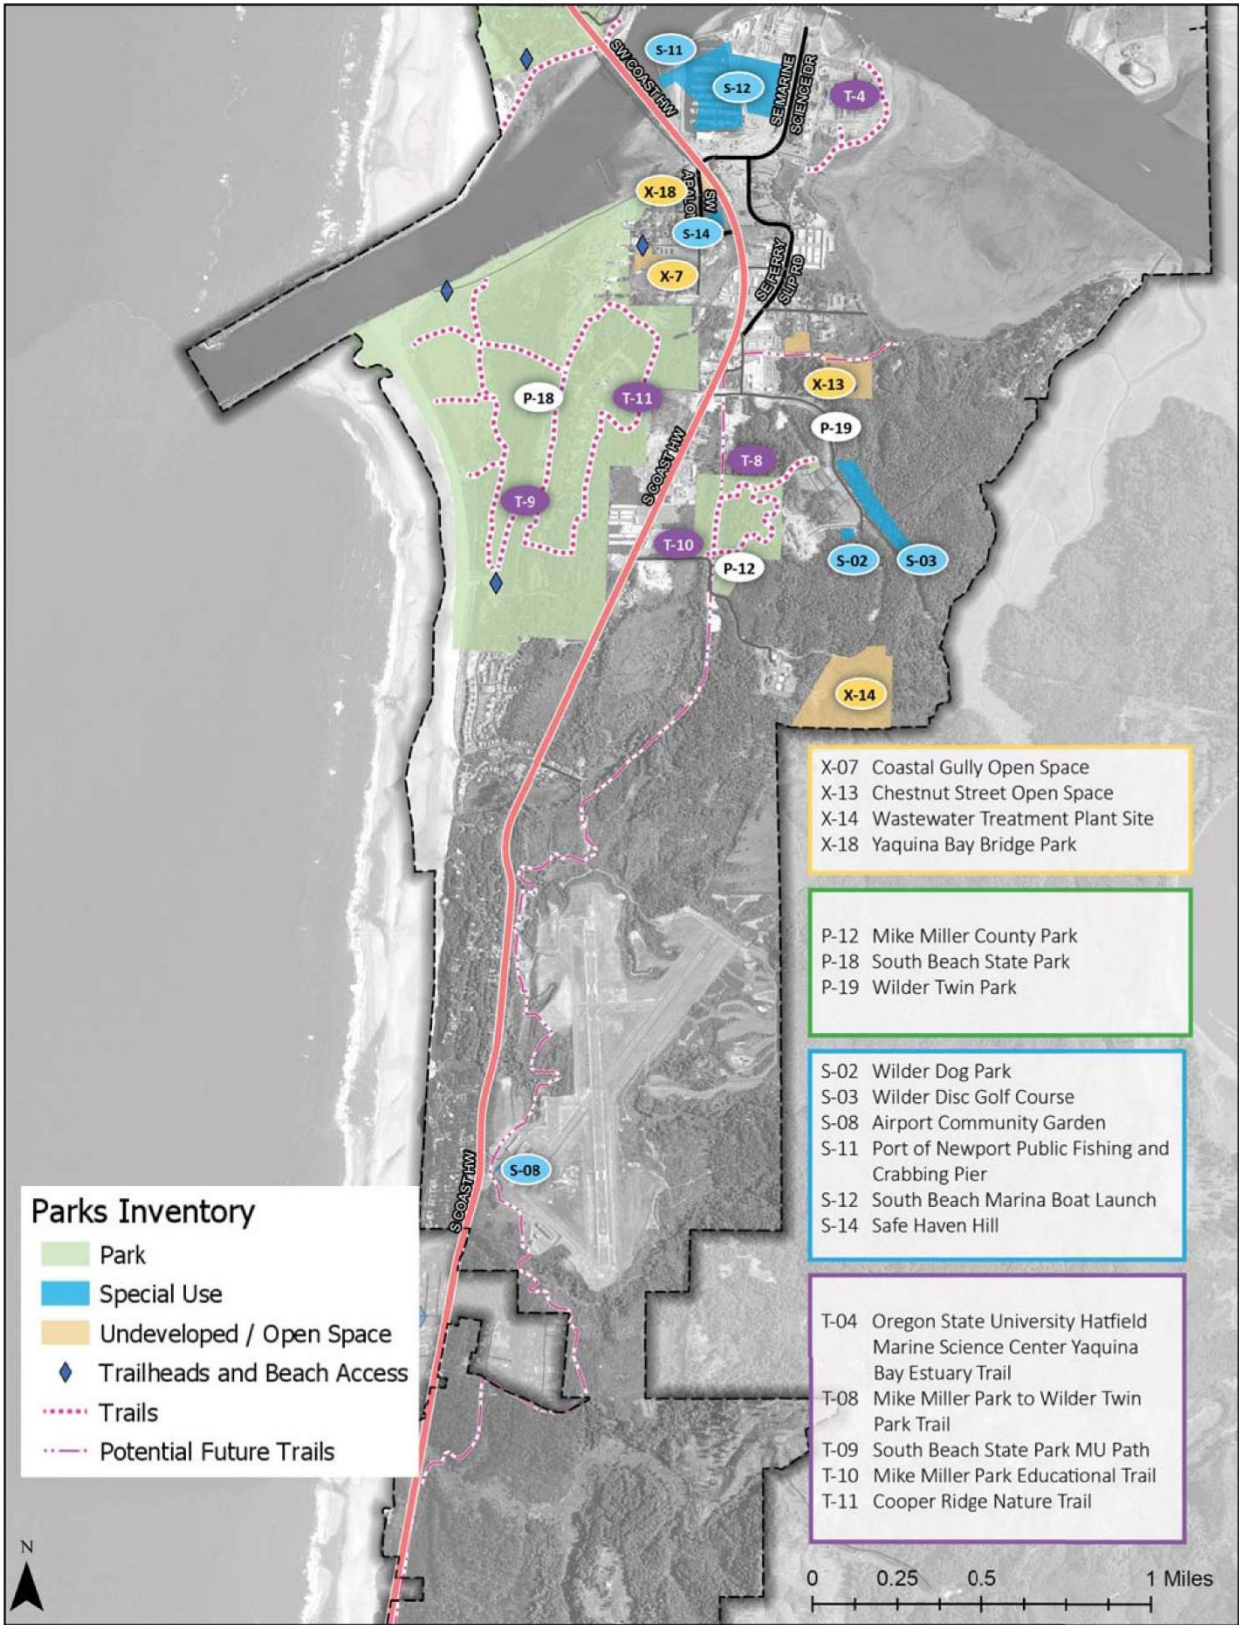 SW COAST HW
S-11
S-12
SE MARINE
SCIENCE DR
T-4
X-18
SW
S-14
X-7
SE FERRY
SLIP RD
X-13
P-18
T-11
P-19
S COAST HW
T-8
T-9
T-10
P-12
S-02
S-03
X-14
X-07 Coastal Gully Open Space
X-13 Chestnut Street Open Space
X-14 Wastewater Treatment Plant Site
X-18 Yaquina Bay Bridge Park
P-12 Mike Miller County Park
P-18 South Beach State Park
P-19 Wilder Twin Park
S-02 Wilder Dog Park
S-03 Wilder Disc Golf Course
S-08 Airport Community Garden
S-11 Port of Newport Public Fishing and
Crabbing Pier
S-12 South Beach Marina Boat Launch
S-14 Safe Haven Hill
S-08
S COAST HW
Parks Inventory
Park
Special Use
Undeveloped / Open Space
Trailheads and Beach Access
Trails
Potential Future Trails
T-04 Oregon State University Hatfield
Marine Science Center Yaquina
Bay Estuary Trail
T-08 Mike Miller Park to Wilder Twin
Park Trail
T-09 South Beach State Park MU Path
T-10 Mike Miller Park Educational Trail
T-11 Cooper Ridge Nature Trail
N
0 0.25 0.5 1 Miles